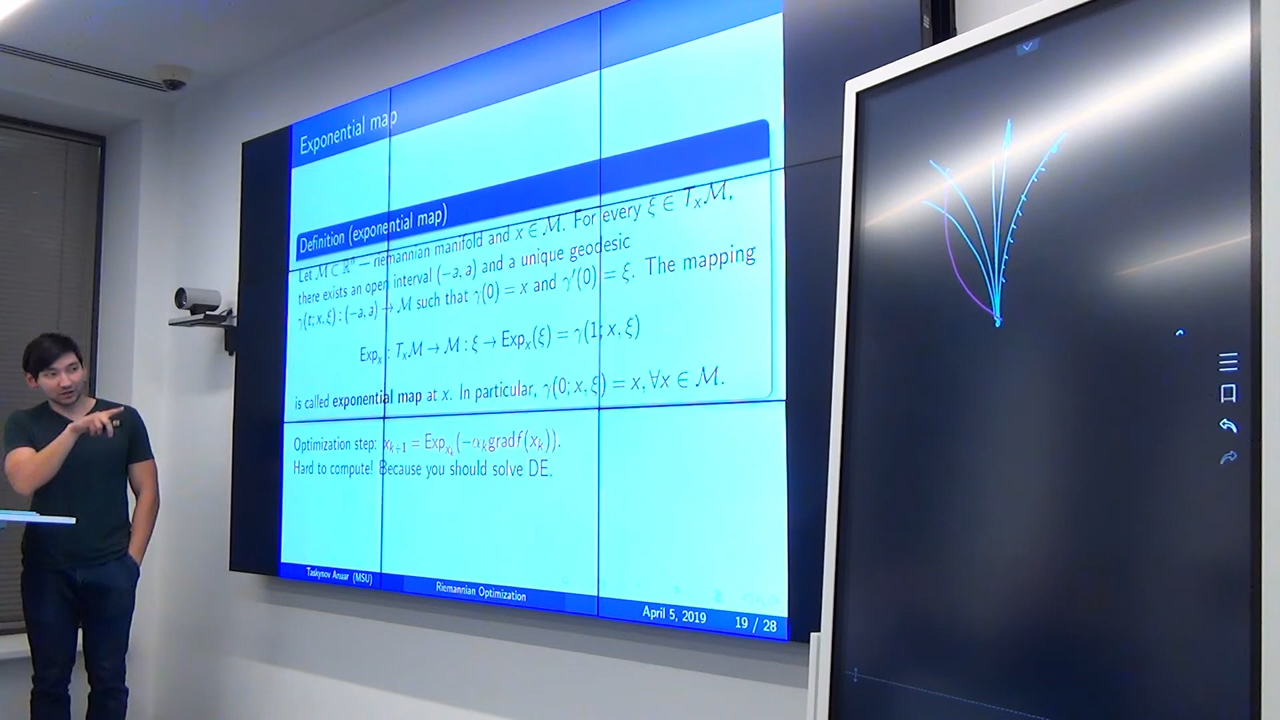 Exponential map
Definition (exponential map)
Let ℳ ⊂ ℝⁿ — riemannian manifold and x ∈ ℳ. For every ξ ∈ Tₓℳ,
there exists an open interval (−a, a) and a unique geodesic
γ(t; x, ξ) : (−a, a) → ℳ such that γ(0) = x and γ′(0) = ξ. The mapping
Expₓ : Tₓℳ → ℳ : ξ → Expₓ(ξ) = γ(1; x, ξ)
is called exponential map at x. In particular, γ(0; x, ξ) = x, ∀x ∈ ℳ.
Optimization step: xₖ₊₁ = Exp_{xₖ}(−αₖgradf(xₖ)).
Hard to compute! Because you should solve DE.
Taskynov Anuar (MSU)
Riemannian Optimization
April 5, 2019
19 / 28